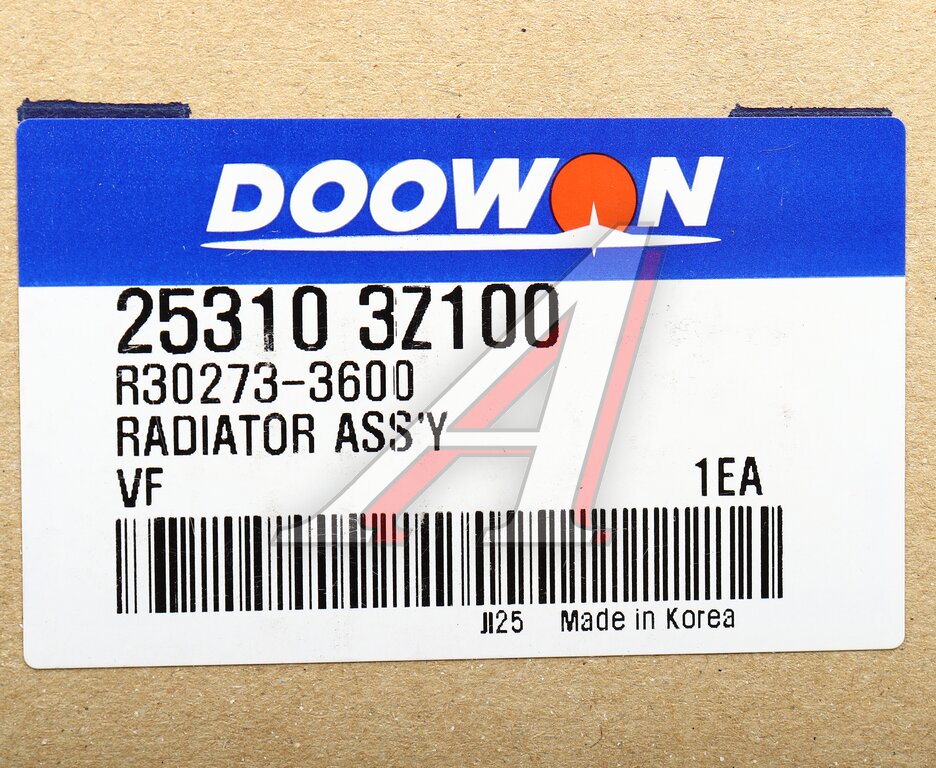 DOOWON
25310 3Z100
R30273-3600
RADIATOR ASS'Y
VF 1EA
JI25 Made in Korea